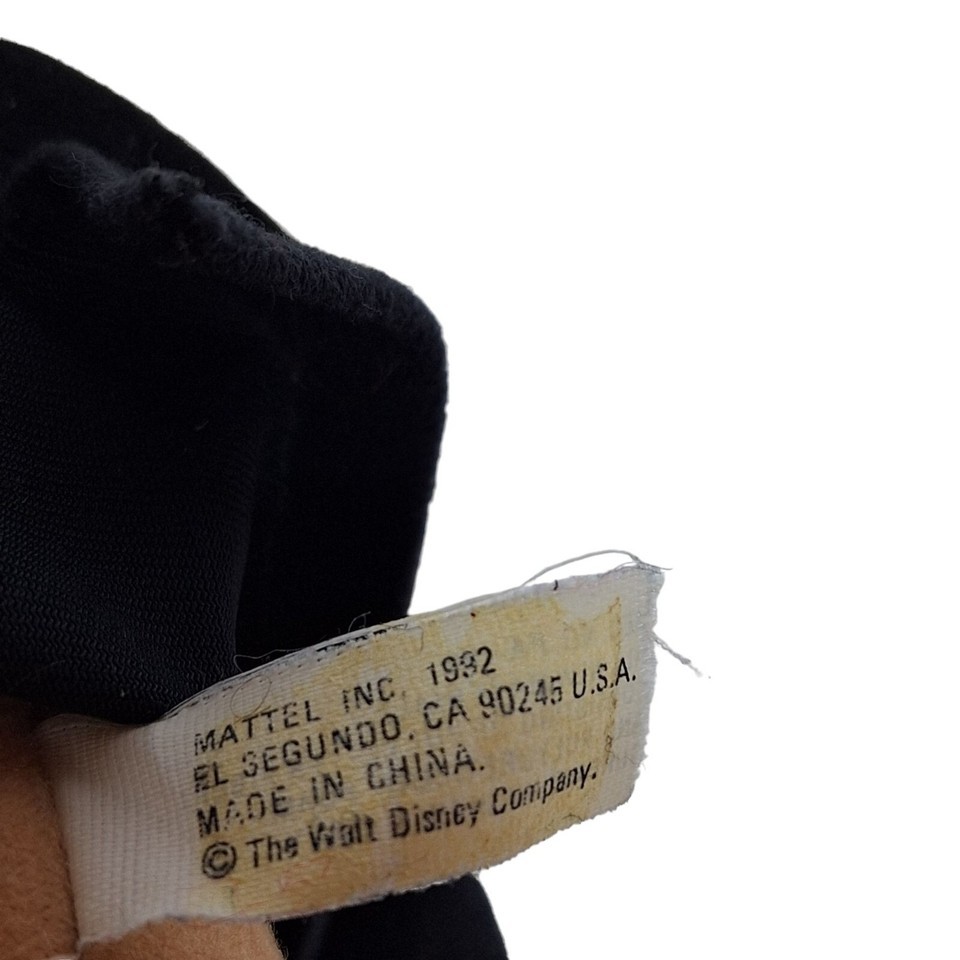 MATTEL INC. 1992
EL SEGUNDO, CA 90245 U.S.A.
MADE IN CHINA.
© The Walt Disney Company.